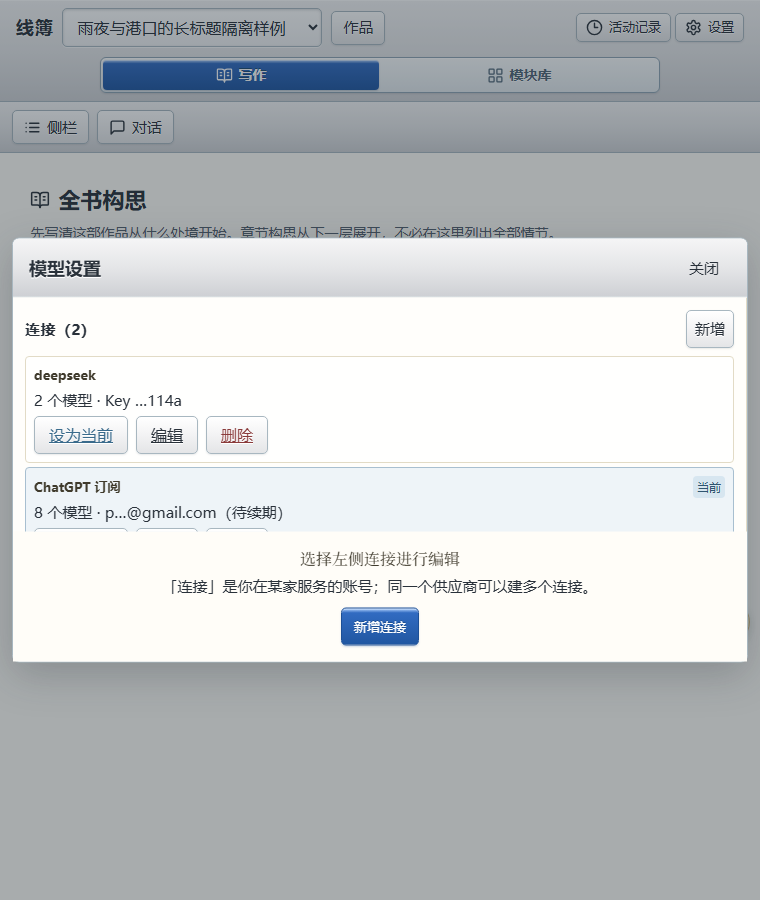 线簿 雨夜与港口的长标题隔离样例 作品 活动记录 设置
写作 模块库
侧栏 对话
全书构思
先写清这部作品从什么处境开始。章节构思从下一层展开，不必在这里列出全部情节。
模型设置 关闭
连接（2） 新增
deepseek
2 个模型 · Key …114a
设为当前 编辑 删除
ChatGPT 订阅 当前
8 个模型 · p…@gmail.com（待续期）
选择左侧连接进行编辑
「连接」是你在某家服务的账号；同一个供应商可以建多个连接。
新增连接